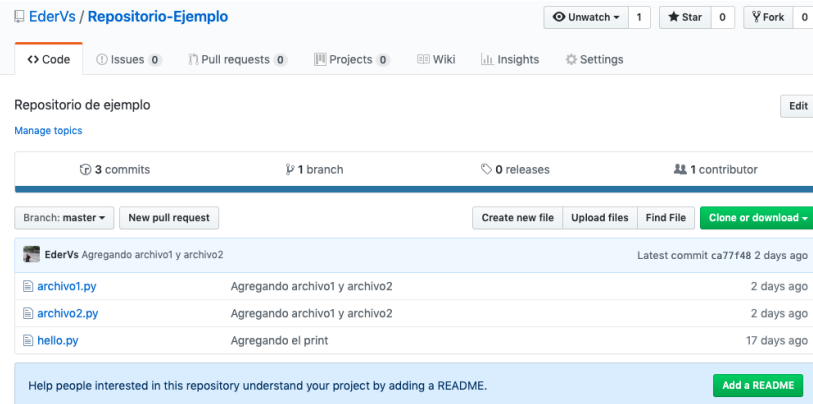 EderVs / Repositorio-Ejemplo
Unwatch 1 Star 0 Fork 0
Code Issues 0 Pull requests 0 Projects 0 Wiki Insights Settings
Repositorio de ejemplo Edit
Manage topics
3 commits 1 branch 0 releases 1 contributor
Branch: master New pull request Create new file Upload files Find File Clone or download
EderVs Agregando archivo1 y archivo2 Latest commit ca77f48 2 days ago
archivo1.py Agregando archivo1 y archivo2 2 days ago
archivo2.py Agregando archivo1 y archivo2 2 days ago
hello.py Agregando el print 17 days ago
Help people interested in this repository understand your project by adding a README. Add a README